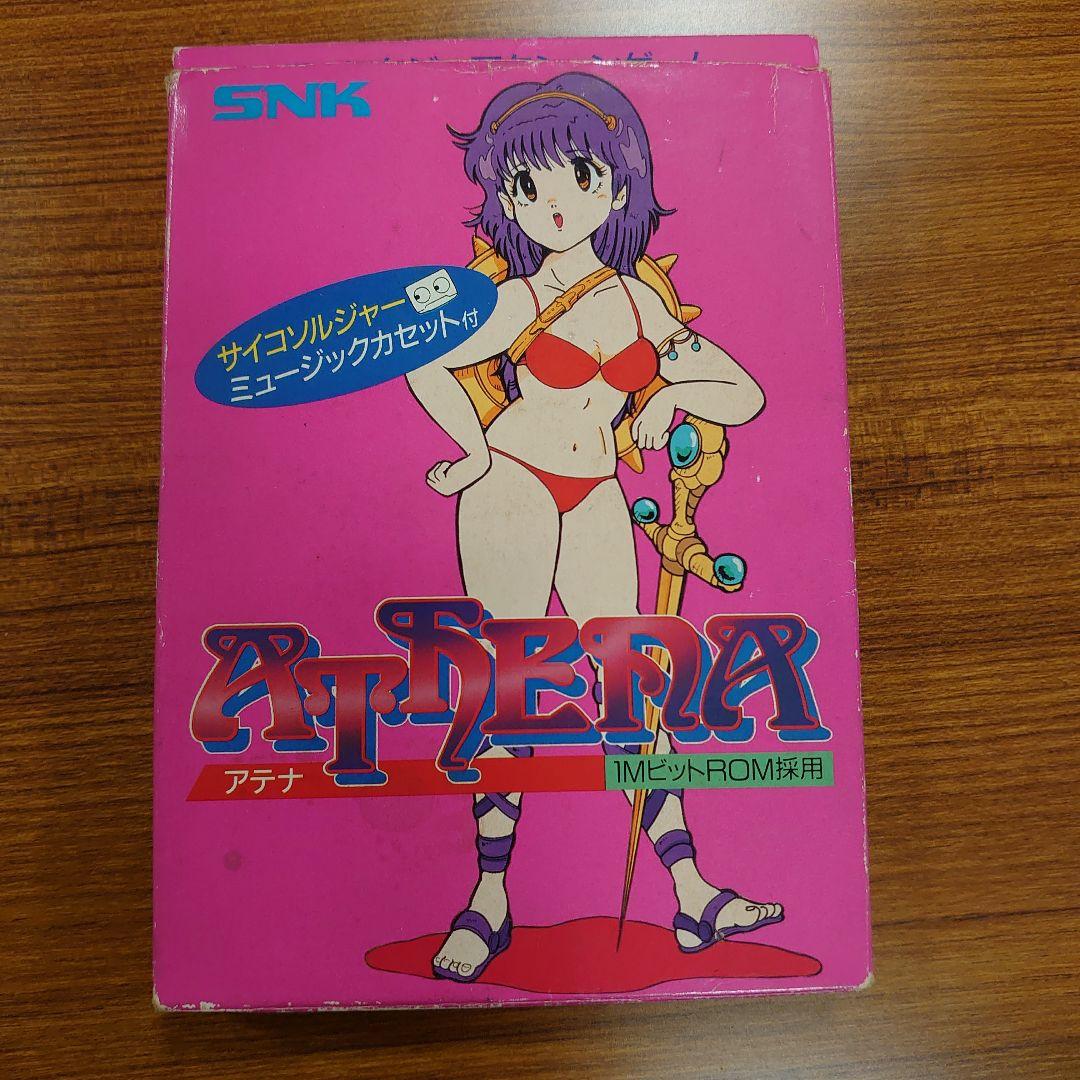 SNK
サイコソルジャー
ミュージックカセット付
ATHENA
アテナ
1MビットROM採用